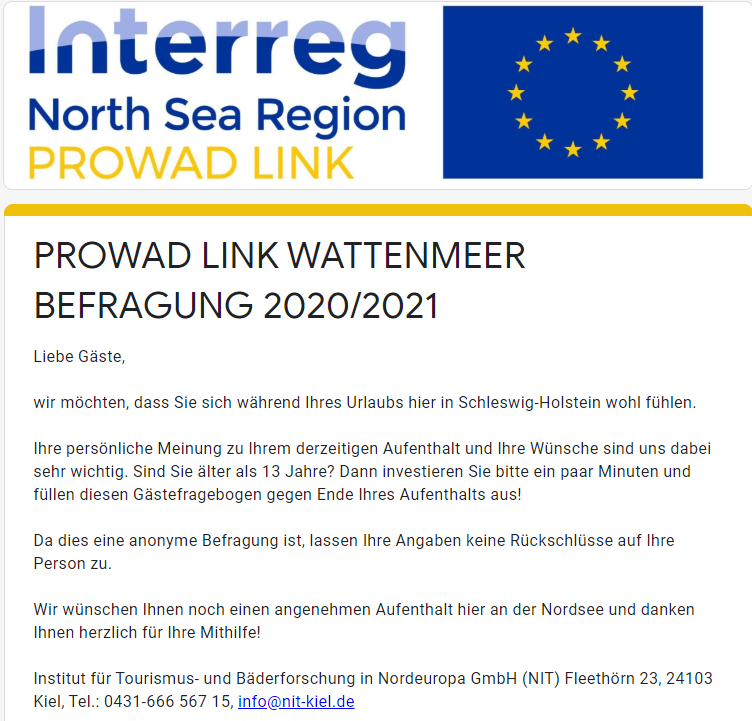 Interreg
North Sea Region
PROWAD LINK
PROWAD LINK WATTENMEER
BEFRAGUNG 2020/2021
Liebe Gäste,
wir möchten, dass Sie sich während Ihres Urlaubs hier in Schleswig-Holstein wohl fühlen.
Ihre persönliche Meinung zu Ihrem derzeitigen Aufenthalt und Ihre Wünsche sind uns dabei
sehr wichtig. Sind Sie älter als 13 Jahre? Dann investieren Sie bitte ein paar Minuten und
füllen diesen Gästefragebogen gegen Ende Ihres Aufenthalts aus!
Da dies eine anonyme Befragung ist, lassen Ihre Angaben keine Rückschlüsse auf Ihre
Person zu.
Wir wünschen Ihnen noch einen angenehmen Aufenthalt hier an der Nordsee und danken
Ihnen herzlich für Ihre Mithilfe!
Institut für Tourismus- und Bäderforschung in Nordeuropa GmbH (NIT) Fleethörn 23, 24103
Kiel, Tel.: 0431-666 567 15, info@nit-kiel.de